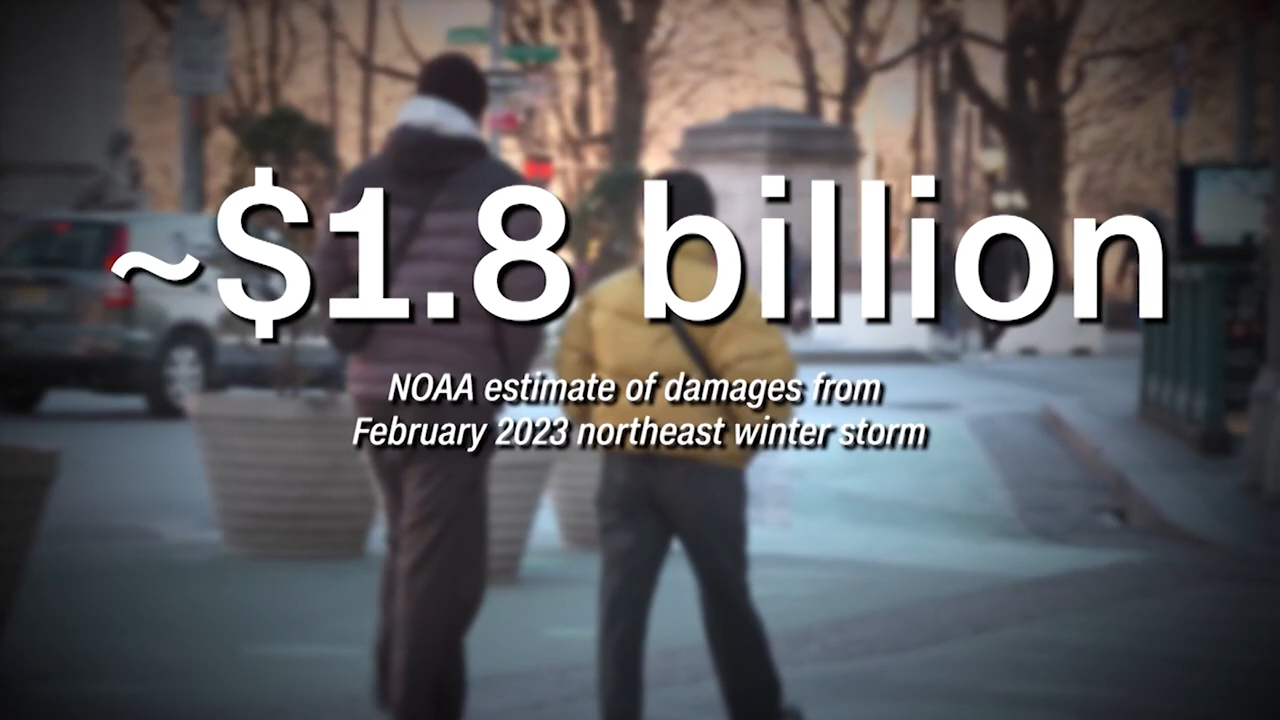 ~$1.8 billion
NOAA estimate of damages from
February 2023 northeast winter storm